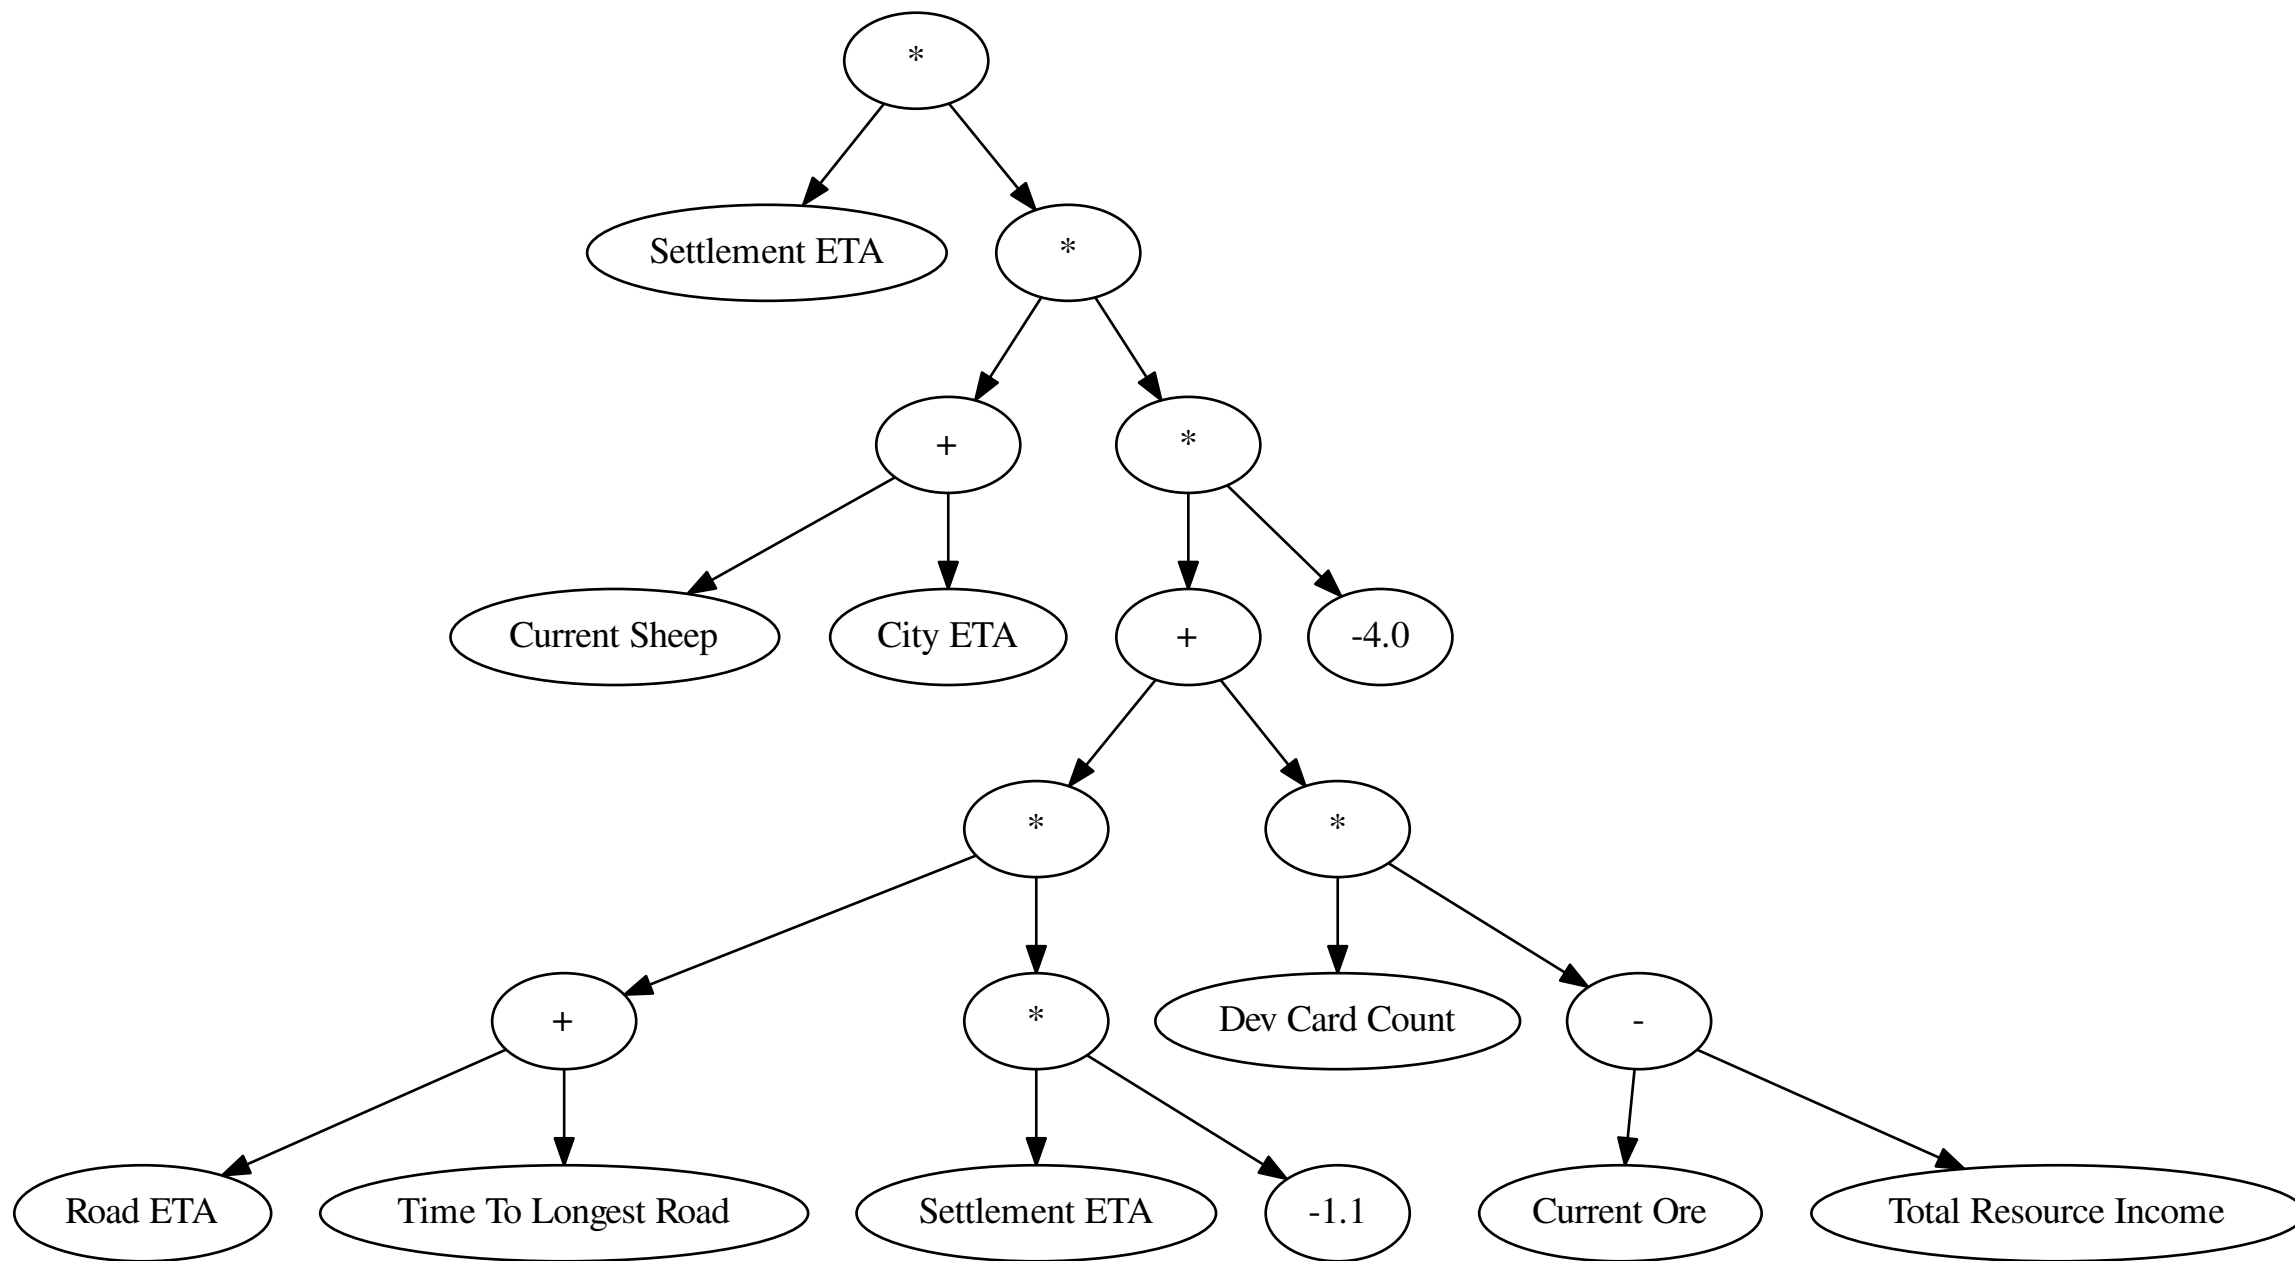 *
Settlement ETA
*
+
*
Current Sheep
City ETA
+
-4.0
*
*
+
*
Dev Card Count
-
Road ETA
Time To Longest Road
Settlement ETA
-1.1
Current Ore
Total Resource Income